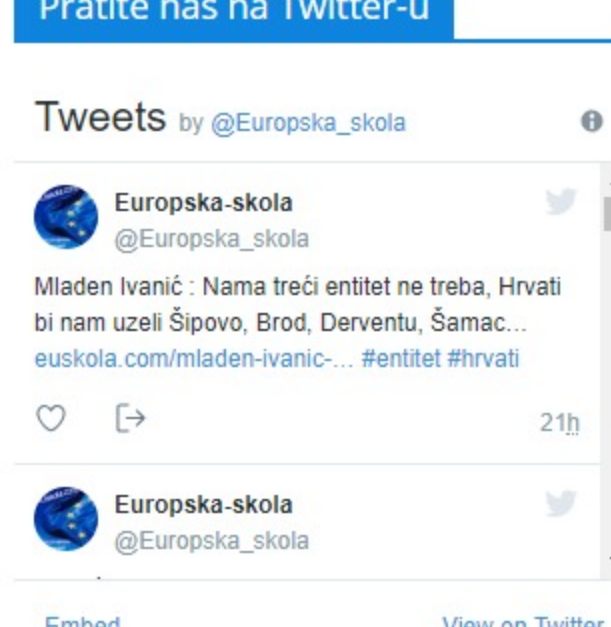 Pratite nas na Twitter-u
Tweets by @Europska_skola
Europska-skola
@Europska_skola
Mladen Ivanić : Nama treći entitet ne treba, Hrvati
bi nam uzeli Šipovo, Brod, Derventu, Šamac...
euskola.com/mladen-ivanic-... #entitet #hrvati
21h
Europska-skola
@Europska_skola
Embed
View on Twitter